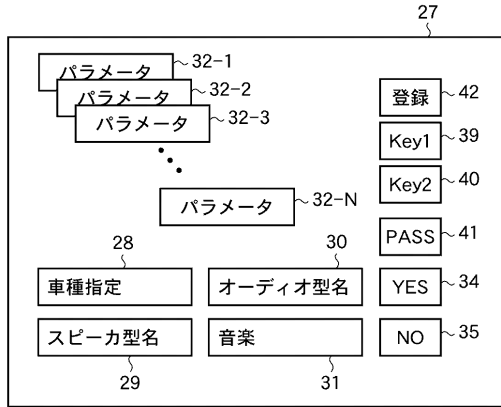 27
パラメータ 32-1
パラメータ 32-2
パラメータ 32-3
パラメータ 32-N
登録 42
Key1 39
Key2 40
PASS 41
28
30
車種指定
オーディオ型名
YES 34
スピーカ型名
音楽
NO 35
29
31